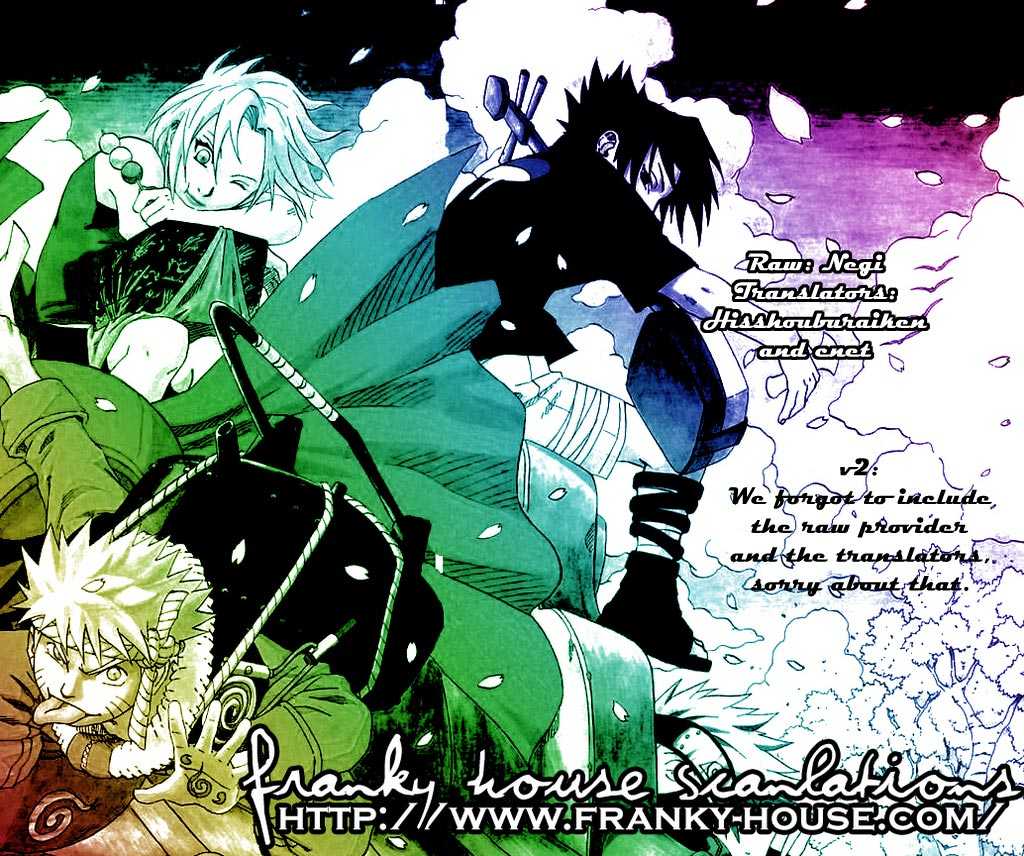 Raw: Negi
Translators:
Hisshouburaiken
and cnet
v2:
We forgot to include
the raw provider
and the translators,
sorry about that.
franky house scanlations
HTTP://WWW.FRANKY-HOUSE.COM/